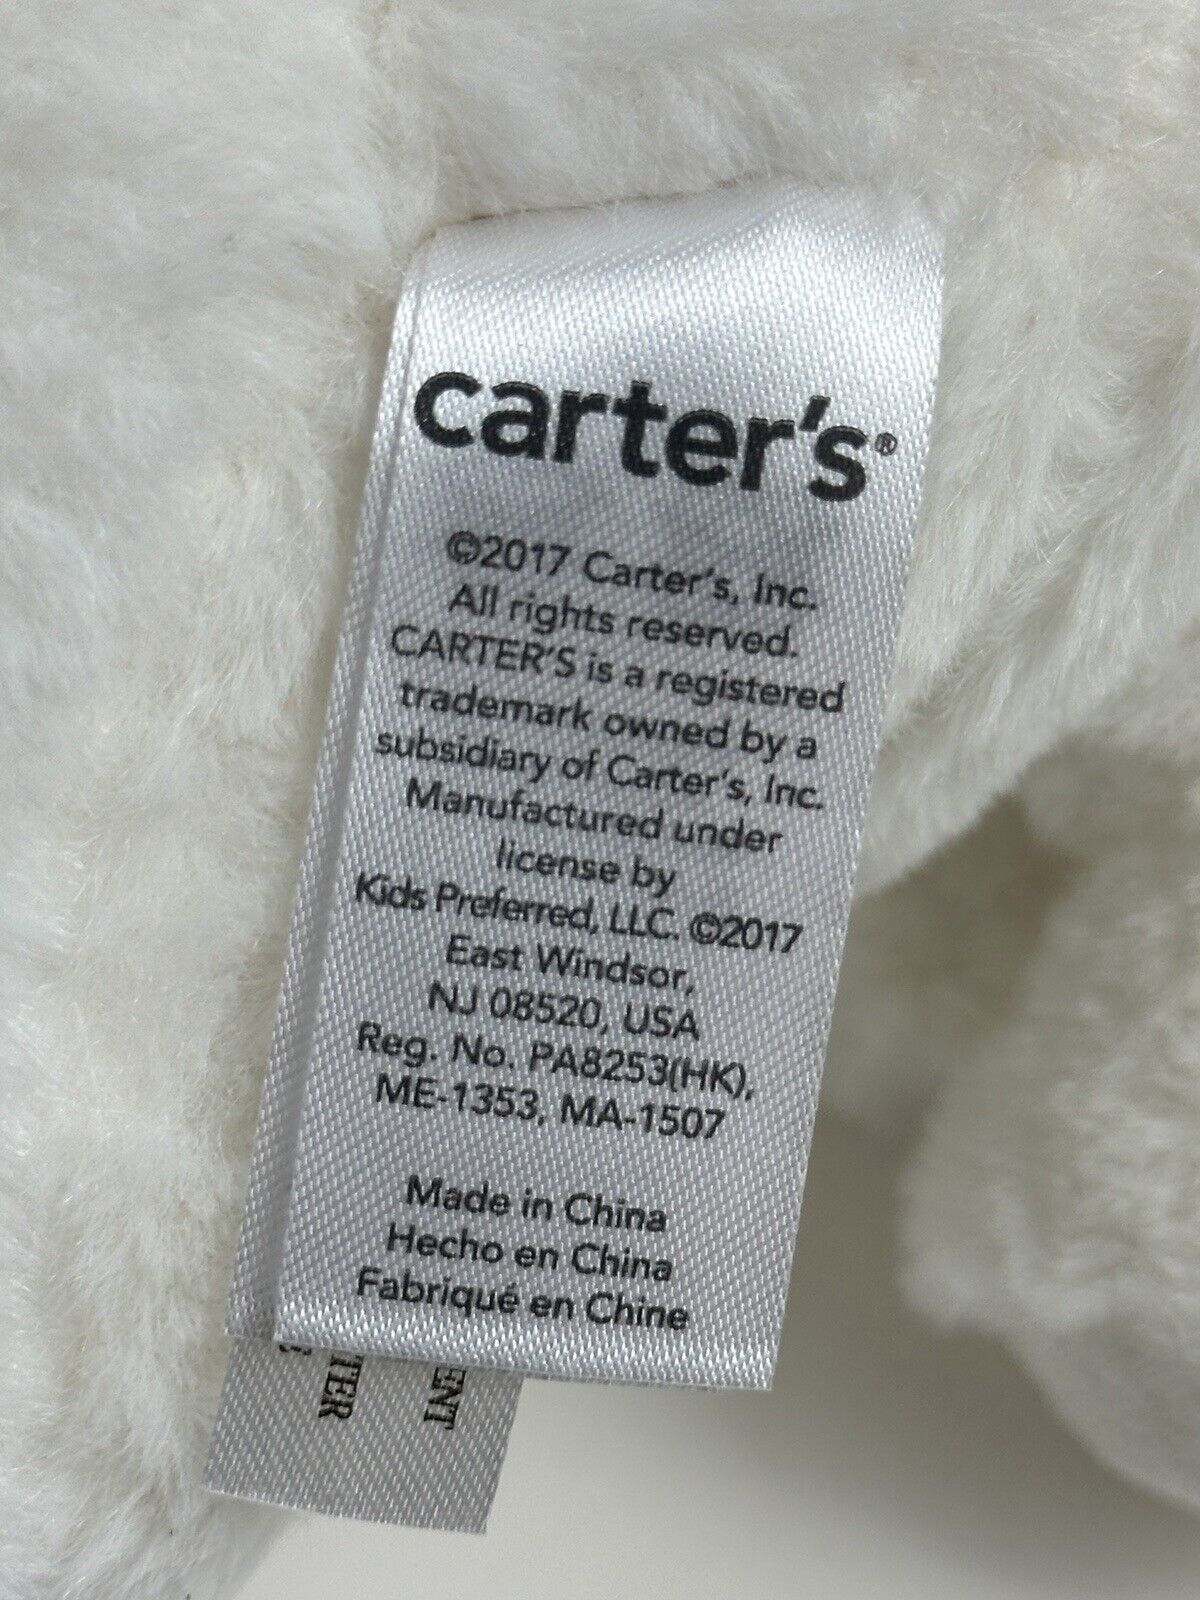 carter's®
©2017 Carter's, Inc.
All rights reserved.
CARTER'S is a registered
trademark owned by a
subsidiary of Carter's, Inc.
Manufactured under
license by
Kids Preferred, LLC. ©2017
East Windsor,
NJ 08520, USA
Reg. No. PA8253(HK),
ME-1353, MA-1507
Made in China
Hecho en China
Fabriqué en Chine